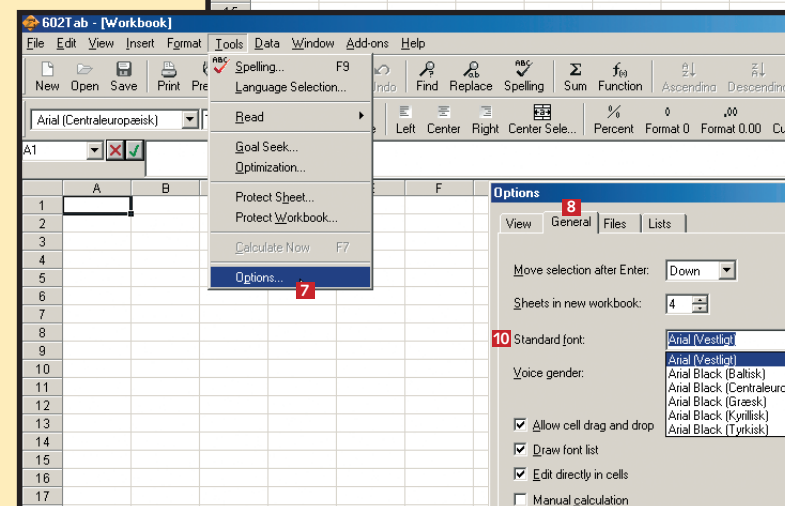 602Tab - [Workbook]
File Edit View Insert Format Tools Data Window Add-ons Help
New Open Save Print Undo Find Replace Spelling Sum Function Ascending Descending
Arial (Centraleuropæisk)
Left Center Right Center Sele... Percent Format 0 Format 0.00
A1
Spelling... F9
Language Selection...
Read
Goal Seek...
Optimization...
Protect Sheet...
Protect Workbook...
Calculate Now F7
Options...
7
A B F
1
2
3
4
5
6
7
8
9
10
11
12
13
14
15
16
17
Options
8
View General Files Lists
Move selection after Enter: Down
Sheets in new workbook: 4
10 Standard font: Arial (Vestligt)
Arial (Vestligt)
Arial Black (Baltisk)
Arial Black (Centraleuro
Arial Black (Græsk)
Arial Black (Kyrillisk)
Arial Black (Tyrkisk)
Voice gender:
Allow cell drag and drop
Draw font list
Edit directly in cells
Manual calculation